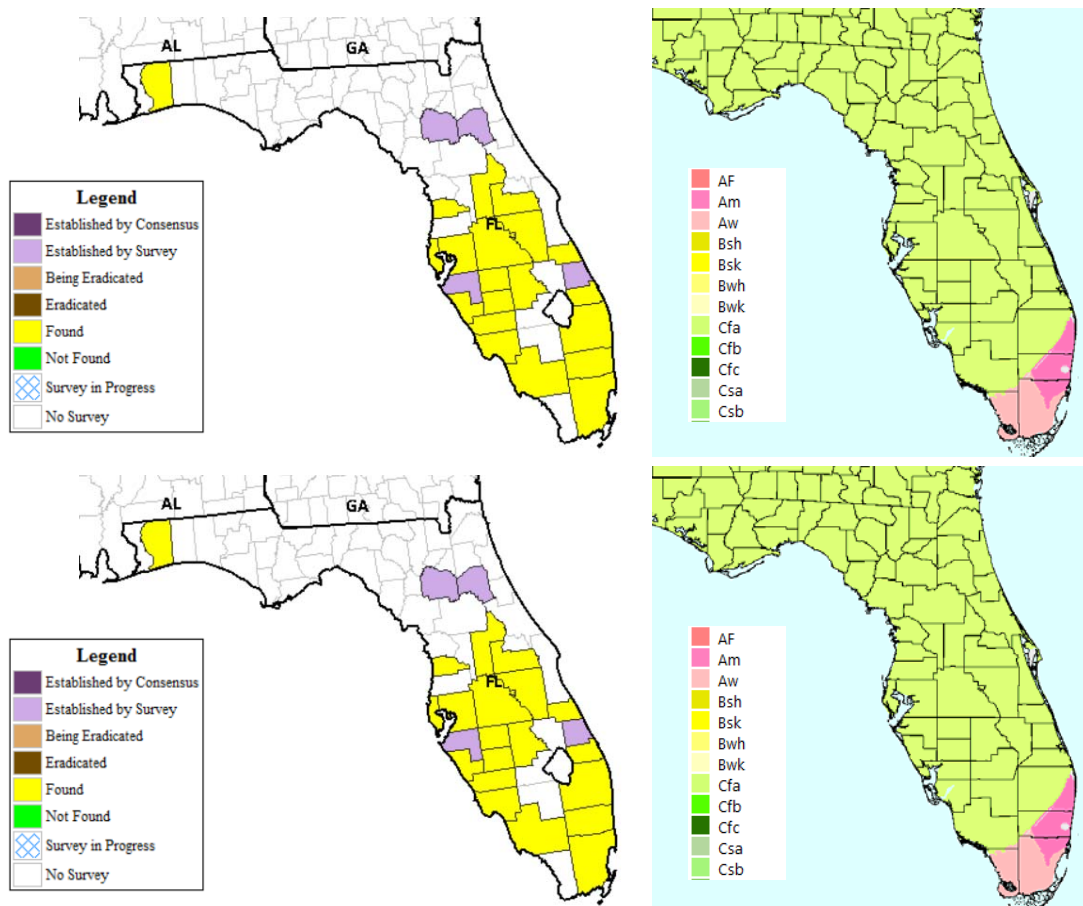 AL
GA
FL
Legend
Established by Consensus
Established by Survey
Being Eradicated
Eradicated
Found
Not Found
Survey in Progress
No Survey
AF
Am
Aw
Bsh
Bsk
Bwh
Bwk
Cfa
Cfb
Cfc
Csa
Csb
AL
GA
FL
Legend
Established by Consensus
Established by Survey
Being Eradicated
Eradicated
Found
Not Found
Survey in Progress
No Survey
AF
Am
Aw
Bsh
Bsk
Bwh
Bwk
Cfa
Cfb
Cfc
Csa
Csb